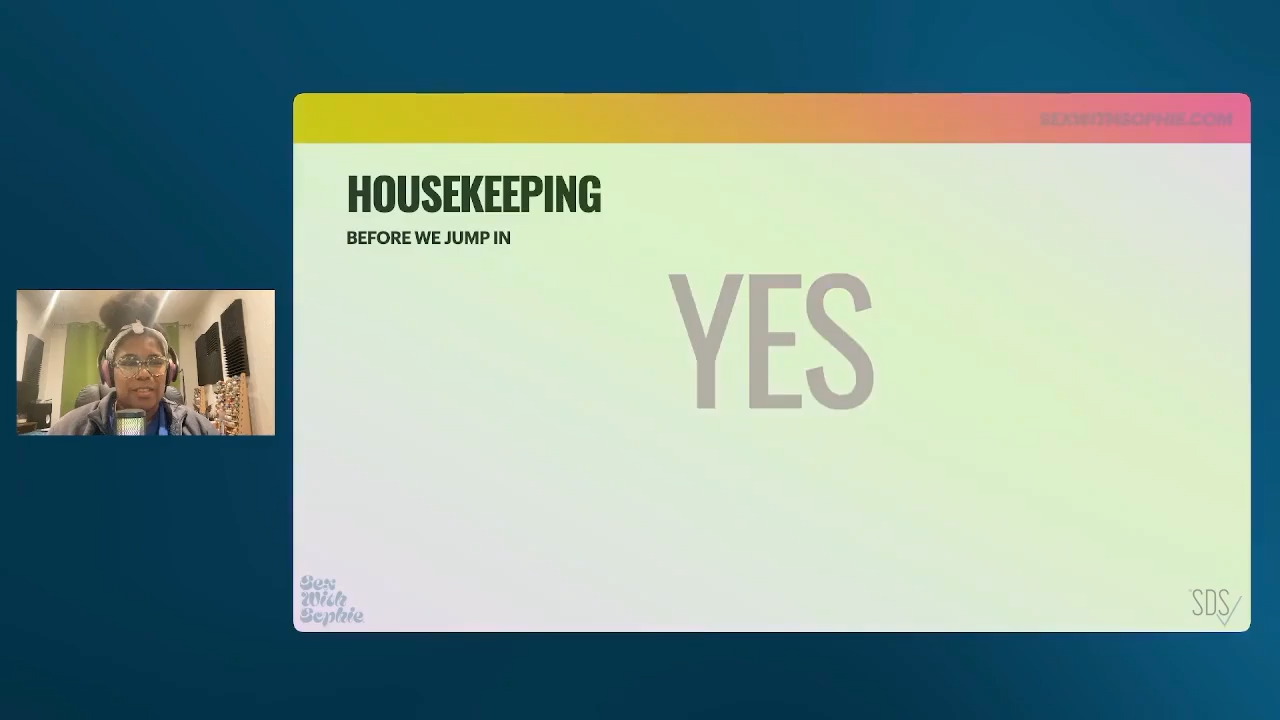 SEXWITHSOPHIE.COM
HOUSEKEEPING
BEFORE WE JUMP IN
YES
Sex
With
Sophie
SDS